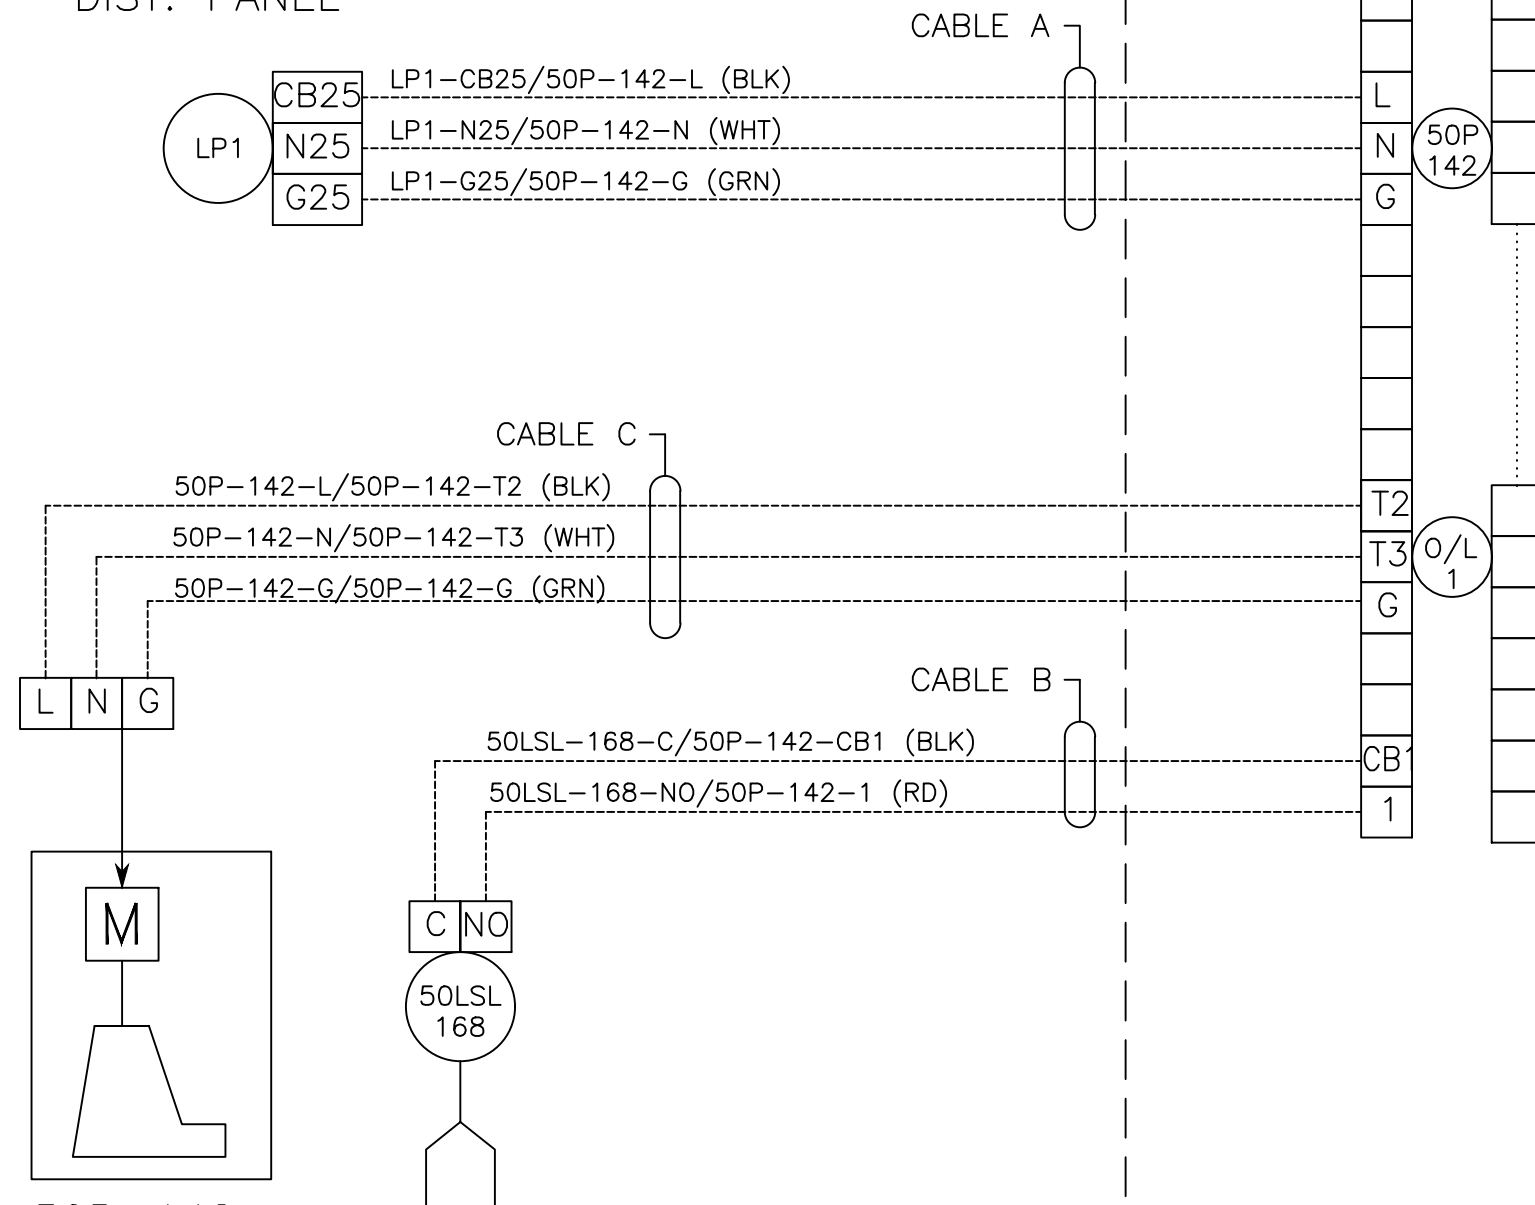 DIST. PANEL
CABLE A
CB25 LP1-CB25/50P-142-L (BLK) L
LP1 N25 LP1-N25/50P-142-N (WHT) N
50P
142
G25 LP1-G25/50P-142-G (GRN) G
CABLE C
50P-142-L/50P-142-T2 (BLK) T2
50P-142-N/50P-142-T3 (WHT) T3
O/L
1
50P-142-G/50P-142-G (GRN) G
L N G
CABLE B
50LSL-168-C/50P-142-CB1 (BLK) CB1
50LSL-168-NO/50P-142-1 (RD) 1
M
C NO
50LSL
168